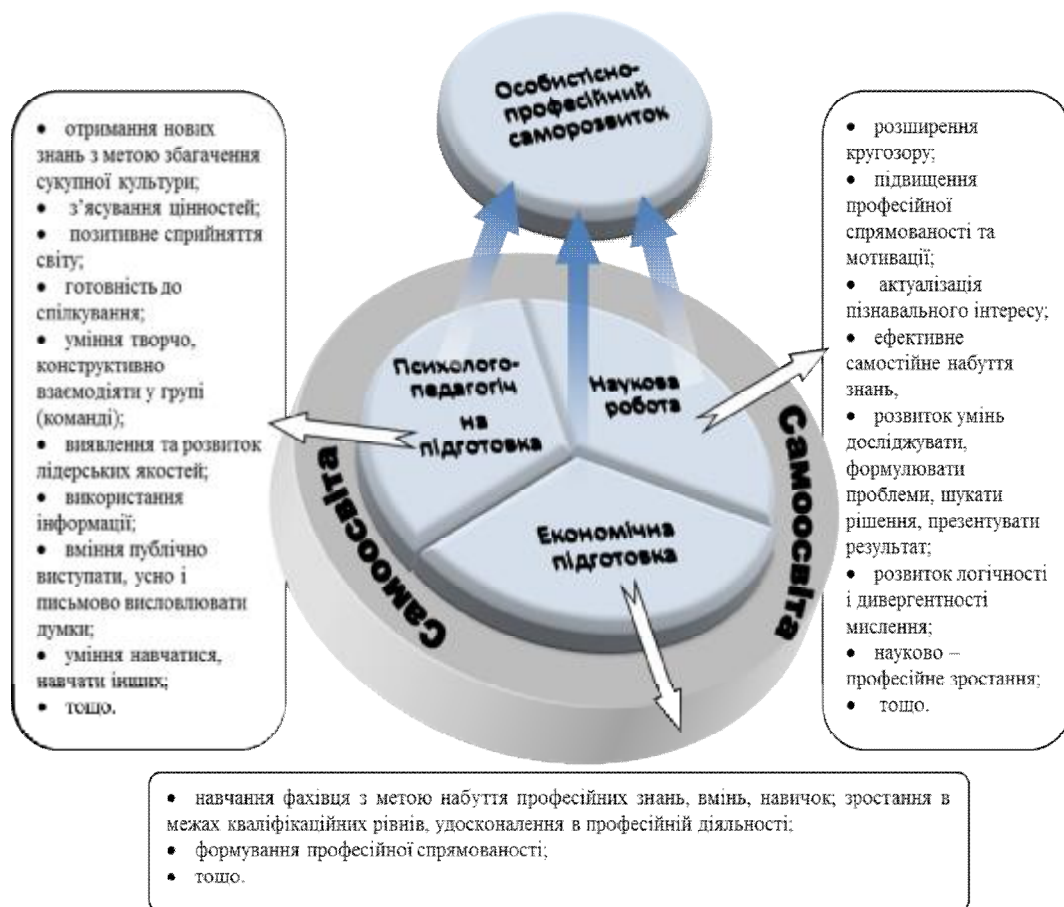 Особистісно-
професійний
саморозвиток
• отримання нових
знань з метою збагачення
сукупної культури;
• з’ясування цінностей;
• позитивне сприйняття
світу;
• готовність до
спілкування;
• уміння творчо,
конструктивно
взаємодіяти у групі
(команді);
• виявлення та розвиток
лідерських якостей;
• використання
інформації;
• вміння публічно
виступати, усно і
письмово висловлювати
думки;
• уміння навчатися,
навчати інших;
• тощо.
Психолого-
педагогіч
на
підготовка
Наукова
робота
Економічна
підготовка
Самоосвіта
Самоосвіта
• розширення
кругозору;
• підвищення
професійної
спрямованості та
мотивації;
• актуалізація
пізнавального інтересу;
• ефективне
самостійне набуття
знань,
• розвиток умінь
досліджувати,
формулювати
проблеми, шукати
рішення, презентувати
результат;
• розвиток логічності
і дивергентності
мислення;
• науково –
професійне зростання;
• тощо.
• навчання фахівця з метою набуття професійних знань, вмінь, навичок; зростання в
межах кваліфікаційних рівнів, удосконалення в професійній діяльності;
• формування професійної спрямованості;
• тощо.